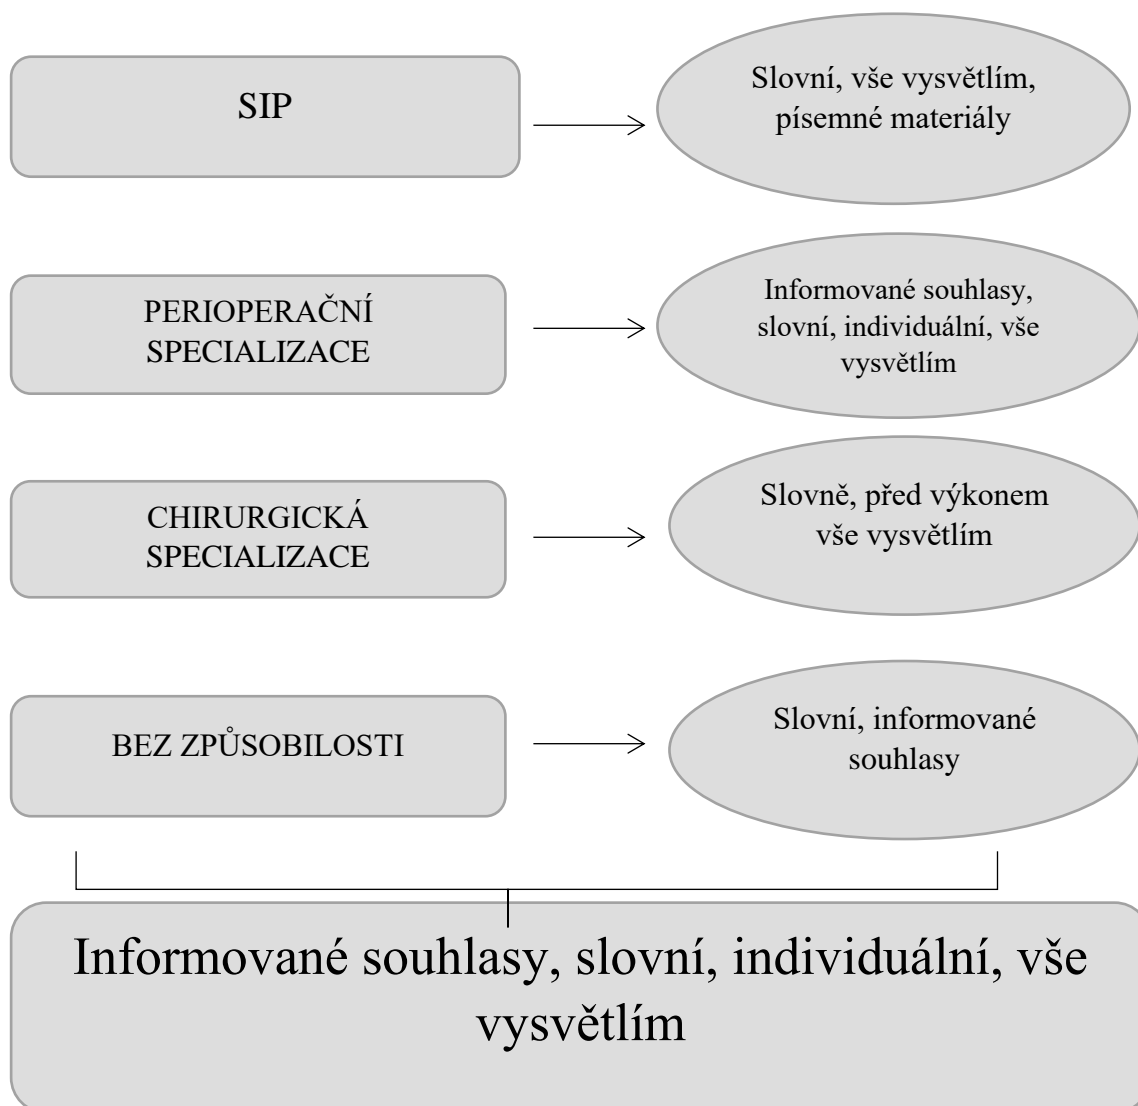 SIP
Slovní, vše vysvětlím,
písemné materiály
PERIOPERAČNÍ
SPECIALIZACE
Informované souhlasy,
slovní, individuální, vše
vysvětlím
CHIRURGICKÁ
SPECIALIZACE
Slovně, před výkonem
vše vysvětlím
BEZ ZPŮSOBILOSTI
Slovní, informované
souhlasy
Informované souhlasy, slovní, individuální, vše
vysvětlím